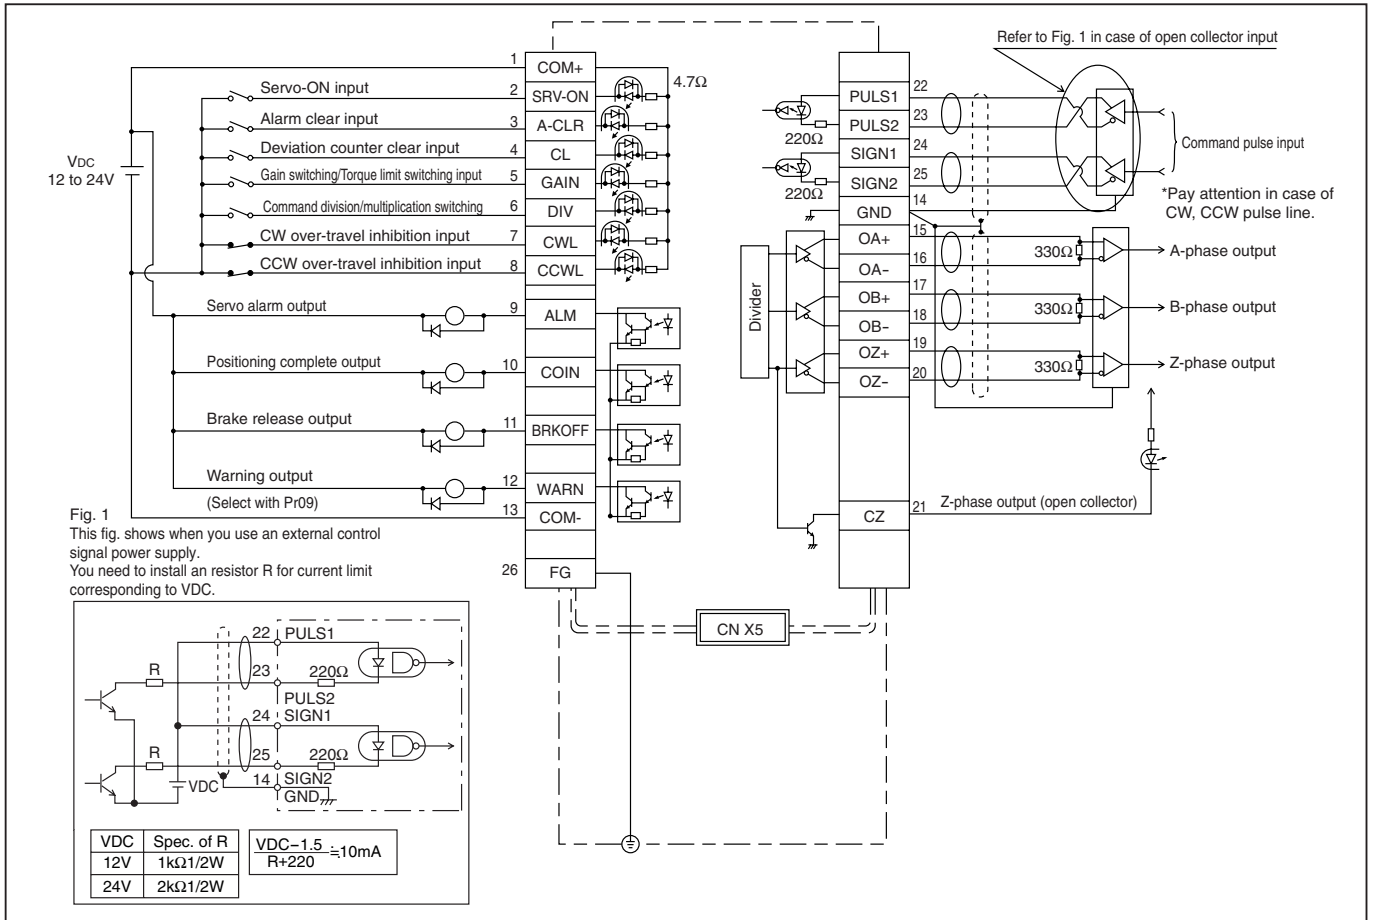 Refer to Fig. 1 in case of open collector input
1
COM+
4.7Ω
Servo-ON input
2
SRV-ON
Alarm clear input
3
A-CLR
Deviation counter clear input
4
CL
VDC
12 to 24V
Gain switching/Torque limit switching input
5
GAIN
Command division/multiplication switching
6
DIV
CW over-travel inhibition input
7
CWL
CCW over-travel inhibition input
8
CCWL
Servo alarm output
9
ALM
Positioning complete output
10
COIN
Brake release output
11
BRKOFF
Warning output
12
WARN
(Select with Pr09)
13
COM-
26
FG
22
PULS1
23
PULS2
220Ω
24
SIGN1
25
SIGN2
220Ω
Command pulse input
*Pay attention in case of
CW, CCW pulse line.
14
GND
15
OA+
330Ω
A-phase output
16
OA-
17
OB+
330Ω
B-phase output
18
OB-
19
OZ+
330Ω
Z-phase output
20
OZ-
Divider
CZ
21
Z-phase output (open collector)
CN X5
Fig. 1
This fig. shows when you use an external control
signal power supply.
You need to install an resistor R for current limit
corresponding to VDC.
22
PULS1
R
23
220Ω
PULS2
24
SIGN1
R
25
220Ω
SIGN2
VDC
14
GND
VDC Spec. of R
12V 1kΩ1/2W
24V 2kΩ1/2W
VDC−1.5
R+220
≒10mA